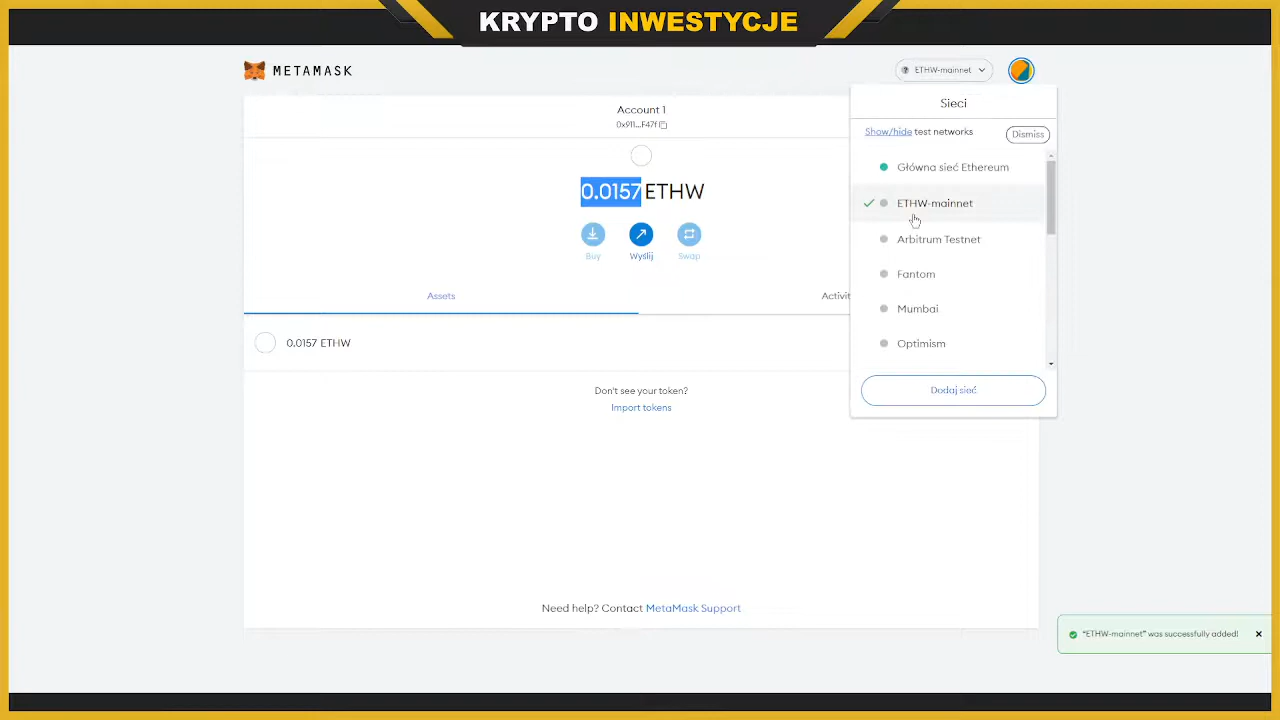 KRYPTO INWESTYCJE
METAMASK
ETHW-mainnet
Account 1
0x911...F47f
0.0157 ETHW
Buy
Wyślij
Swap
Assets
Activit
0.0157 ETHW
Don't see your token?
Import tokens
Need help? Contact MetaMask Support
Sieci
Show/hide test networks
Dismiss
Główna sieć Ethereum
ETHW-mainnet
Arbitrum Testnet
Fantom
Mumbai
Optimism
Dodaj sieć
"ETHW-mainnet" was successfully added!